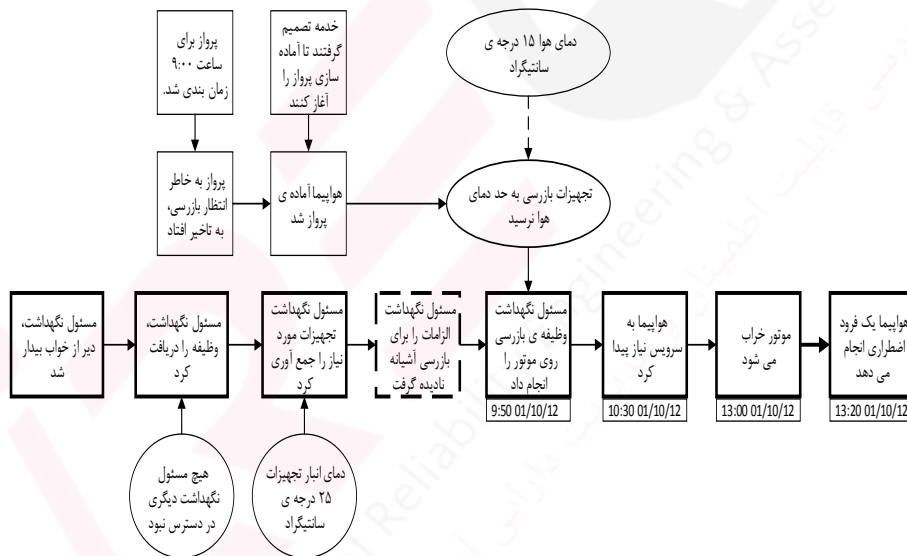 پرواز برای
ساعت ۹:۰۰
زمان بندی شد.
خدمه تصمیم
گرفتند تا آماده
سازی پرواز را
آغاز کنند
دمای هوا ۱۵ درجه ی
سانتیگراد
پرواز به خاطر
انتظار بازرسی،
به تاخیر افتاد
هواپیما آماده ی
پرواز شد
تجهیزات بازرسی به حد دمای
هوا نرسید
مسئول نگهداشت،
دیر از خواب بیدار
شد
مسئول نگهداشت،
وظیفه را دریافت
کرد
مسئول نگهداشت
تجهیزات مورد
نیاز را جمع آوری
کرد
مسئول نگهداشت
الزامات را برای
بازرسی آشیانه
نادیده گرفت
مسئول نگهداشت
وظیفه ی بازرسی
روی موتور را
انجام داد
9:50 01/10/12
هواپیما به
سرویس نیاز پیدا
کرد
10:30 01/10/12
موتور خراب
می شود
13:00 01/10/12
هواپیما یک فرود
اضطراری انجام
می دهد
13:20 01/10/12
هیچ مسئول
نگهداشت دیگری
در دسترس نبود
دمای انبار تجهیزات
۲۵ درجه ی
سانتیگراد